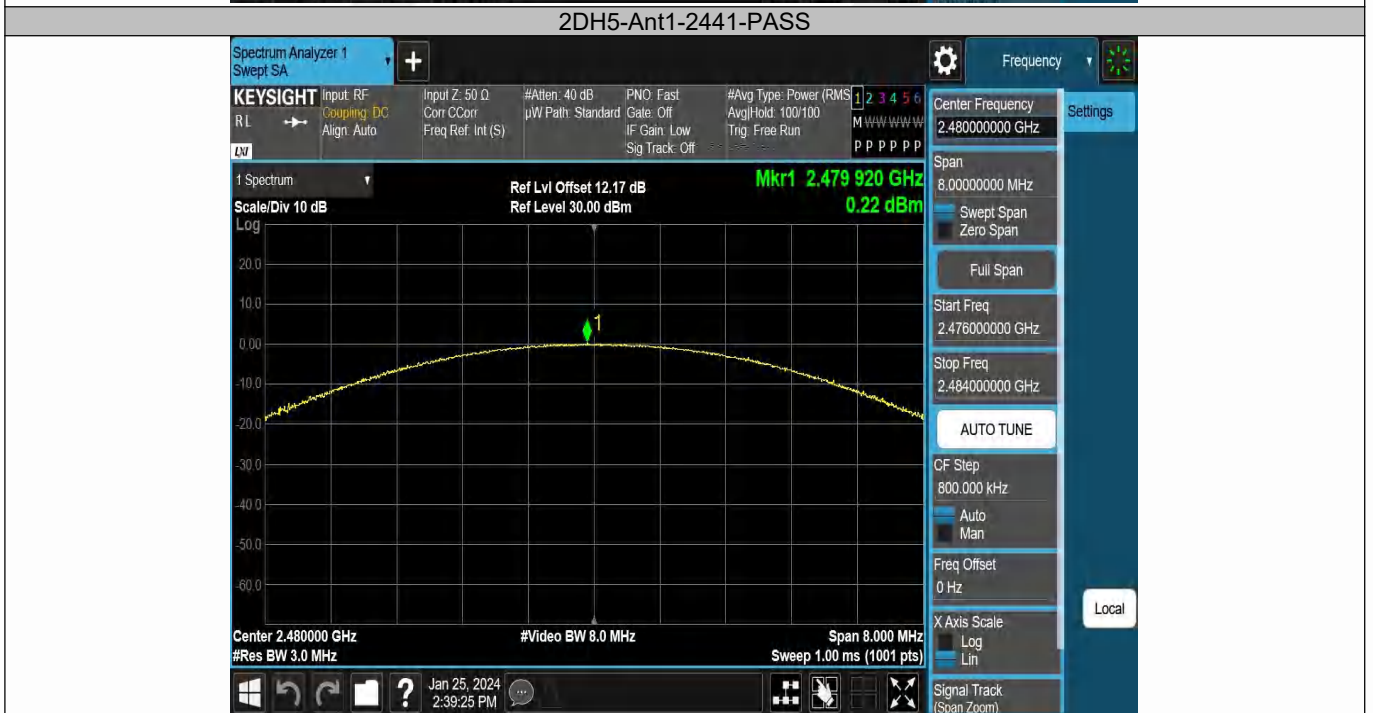 2DH5-Ant1-2441-PASS
Spectrum Analyzer 1
Swept SA
Frequency
KEYSIGHT
RL
LXI
Input: RF
Coupling: DC
Align: Auto
Input Z: 50 Ω
Corr CCorr
Freq Ref: Int (S)
#Atten: 40 dB
µW Path: Standard
PNO: Fast
Gate: Off
IF Gain: Low
Sig Track: Off
#Avg Type: Power (RMS
Avg|Hold: 100/100
Trig: Free Run
1 2 3 4 5 6
M W W W W W
P P P P P P
Settings
1 Spectrum
Scale/Div 10 dB
Ref Lvl Offset 12.17 dB
Ref Level 30.00 dBm
Mkr1 2.479 920 GHz
0.22 dBm
Log
20.0
10.0
0.00
-10.0
-20.0
-30.0
-40.0
-50.0
-60.0
1
Center 2.480000 GHz
#Res BW 3.0 MHz
#Video BW 8.0 MHz
Span 8.000 MHz
Sweep 1.00 ms (1001 pts)
Center Frequency
2.480000000 GHz
Span
8.00000000 MHz
Swept Span
Zero Span
Full Span
Start Freq
2.476000000 GHz
Stop Freq
2.484000000 GHz
AUTO TUNE
CF Step
800.000 kHz
Auto
Man
Freq Offset
0 Hz
X Axis Scale
Log
Lin
Signal Track
(Span Zoom)
Local
?
Jan 25, 2024
2:39:25 PM